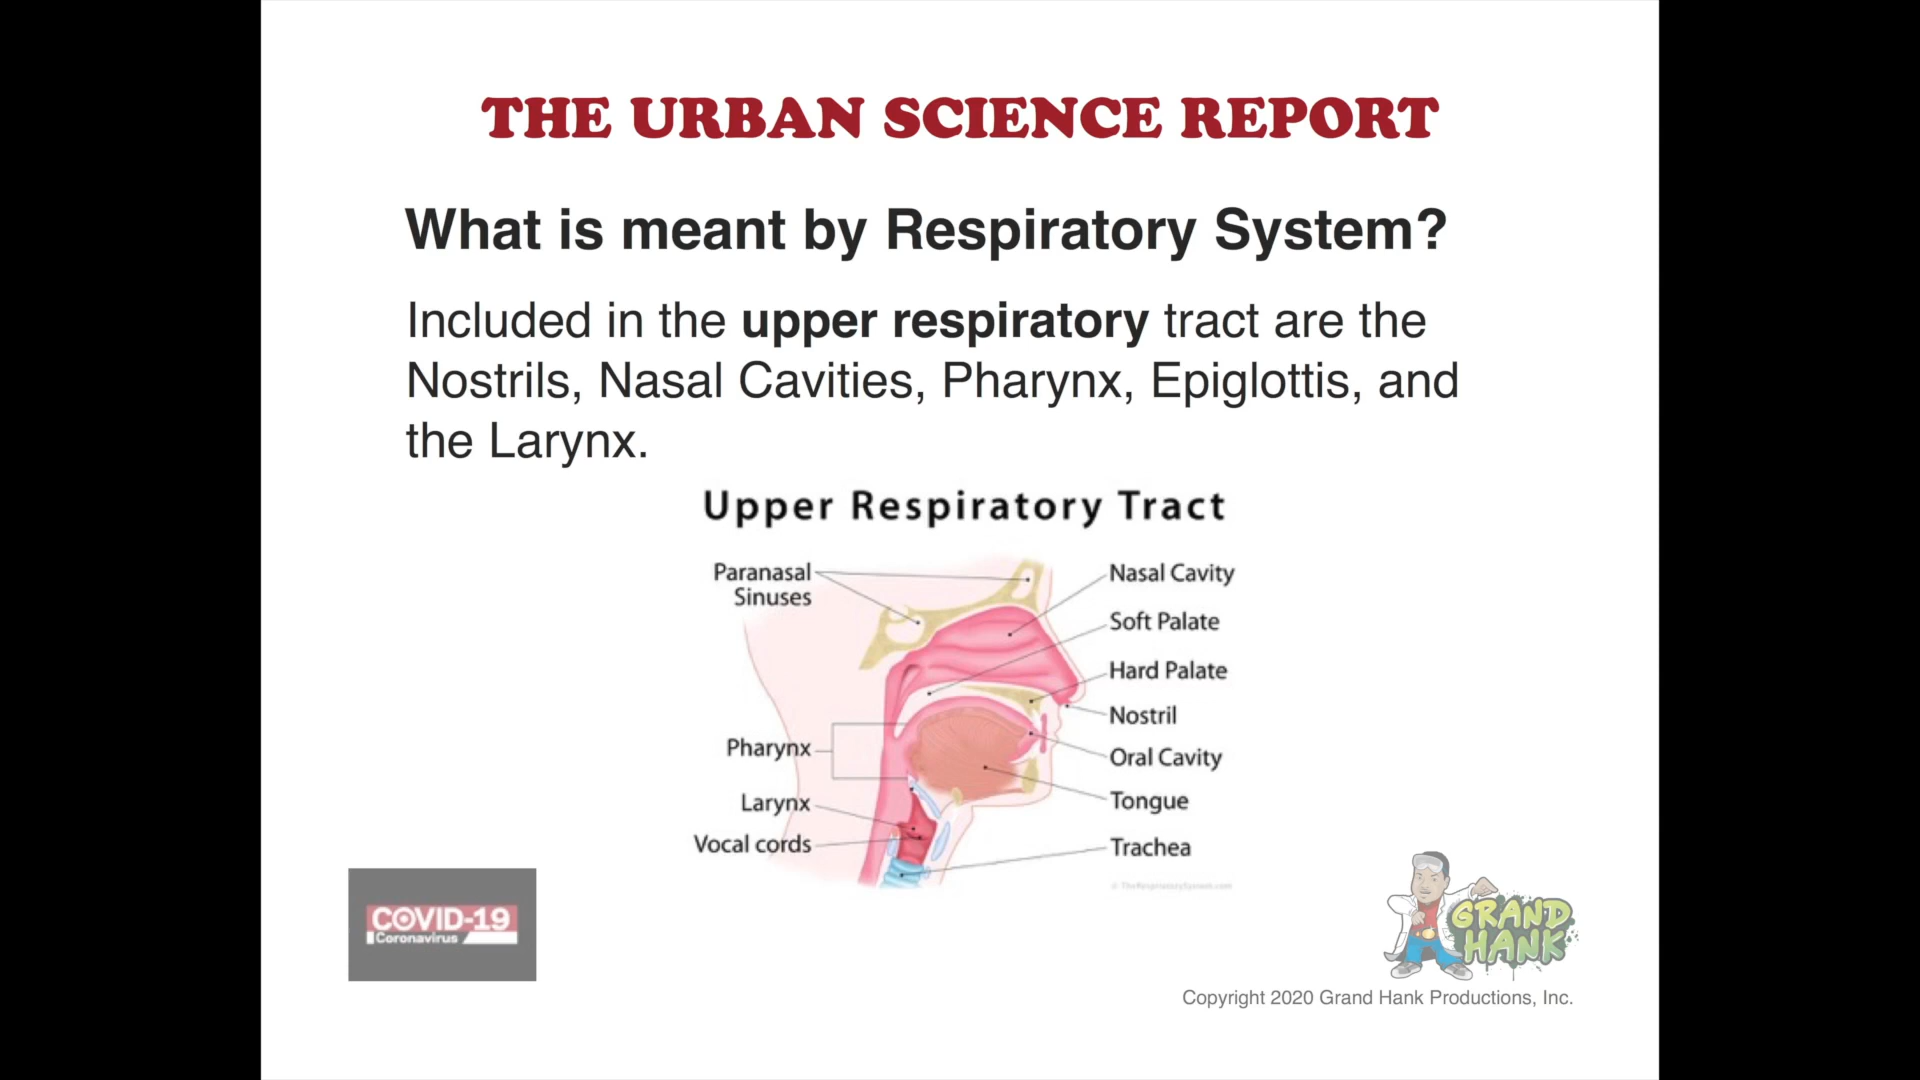 THE URBAN SCIENCE REPORT
What is meant by Respiratory System?
Included in the upper respiratory tract are the
Nostrils, Nasal Cavities, Pharynx, Epiglottis, and
the Larynx.
Upper Respiratory Tract
Paranasal
Sinuses
Pharynx
Larynx
Vocal cords
Nasal Cavity
Soft Palate
Hard Palate
Nostril
Oral Cavity
Tongue
Trachea
© TheRespiratorySystem.com
COVID-19
Coronavirus
GRAND
HANK
Copyright 2020 Grand Hank Productions, Inc.